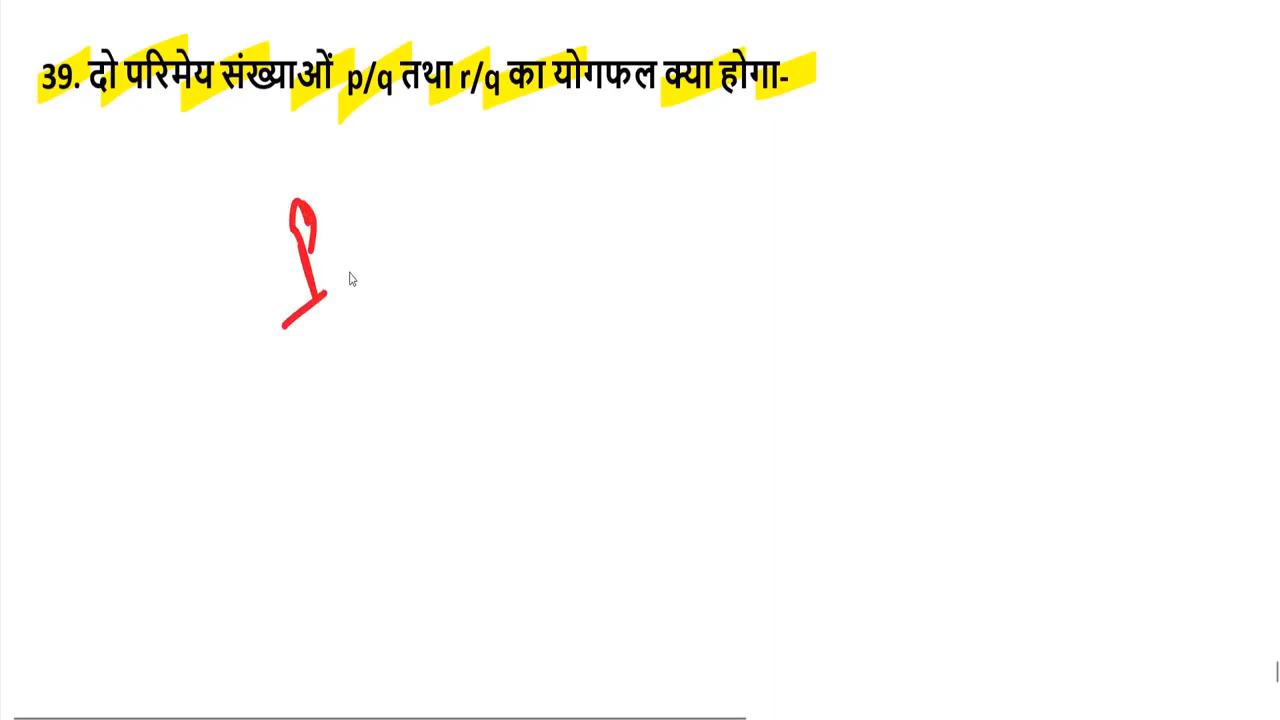 39. दो परिमेय संख्याओं p/q तथा r/q का योगफल क्या होगा-
P